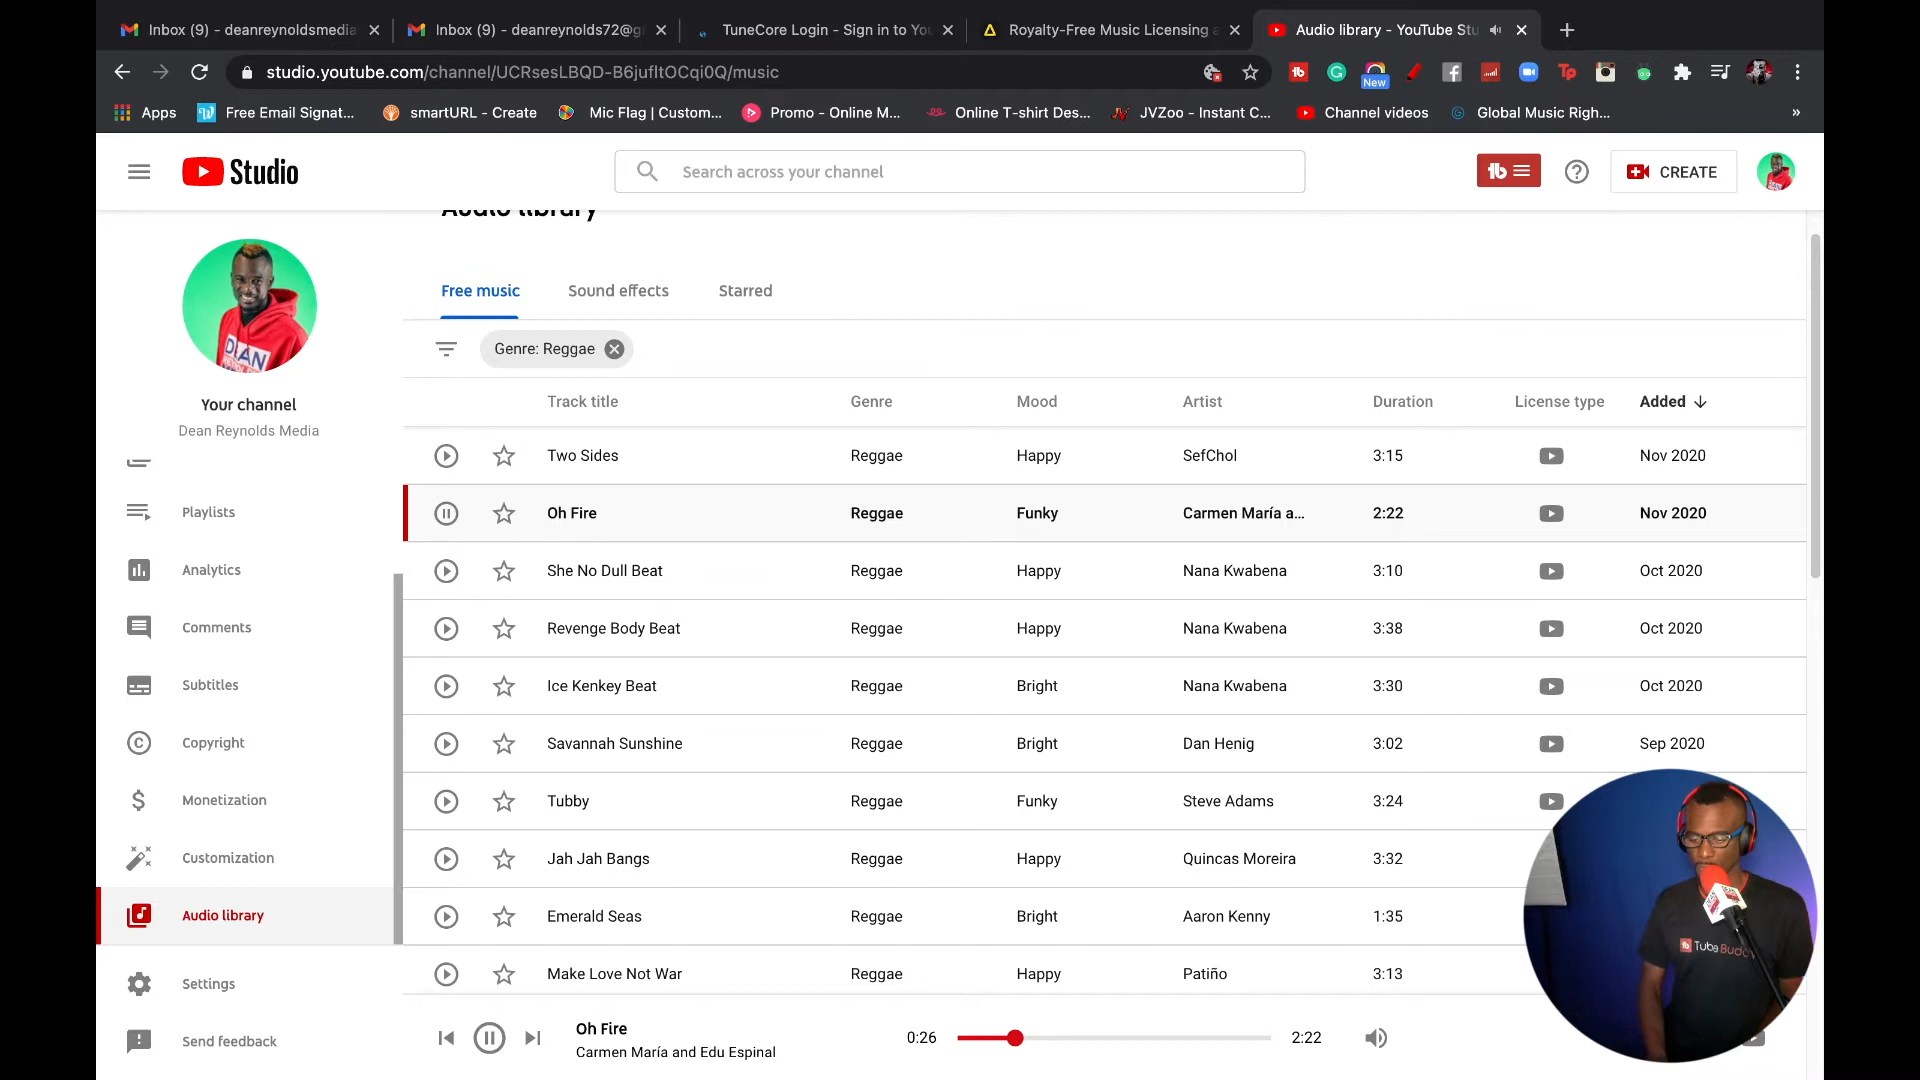 Inbox (9) - deanreynoldsmedia
Inbox (9) - deanreynolds72@g
TuneCore Login - Sign in to You
Royalty-Free Music Licensing a
Audio library - YouTube Stu
studio.youtube.com/channel/UCRsesLBQD-B6jufItOCqi0Q/music
New
Apps
Free Email Signat...
smartURL - Create
Mic Flag | Custom...
Promo - Online M...
Online T-shirt Des...
JVZoo - Instant C...
Channel videos
Global Music Righ...
»
Studio
Search across your channel
CREATE
Audio library
Free music
Sound effects
Starred
Genre: Reggae
Your channel
Dean Reynolds Media
Playlists
Analytics
Comments
Subtitles
Copyright
Monetization
Customization
Audio library
Settings
Send feedback
Track title Genre Mood Artist Duration License type Added
Two Sides Reggae Happy SefChol 3:15 Nov 2020
Oh Fire Reggae Funky Carmen María a... 2:22 Nov 2020
She No Dull Beat Reggae Happy Nana Kwabena 3:10 Oct 2020
Revenge Body Beat Reggae Happy Nana Kwabena 3:38 Oct 2020
Ice Kenkey Beat Reggae Bright Nana Kwabena 3:30 Oct 2020
Savannah Sunshine Reggae Bright Dan Henig 3:02 Sep 2020
Tubby Reggae Funky Steve Adams 3:24
Jah Jah Bangs Reggae Happy Quincas Moreira 3:32
Emerald Seas Reggae Bright Aaron Kenny 1:35
Make Love Not War Reggae Happy Patiño 3:13
Oh Fire
Carmen María and Edu Espinal
0:26
2:22